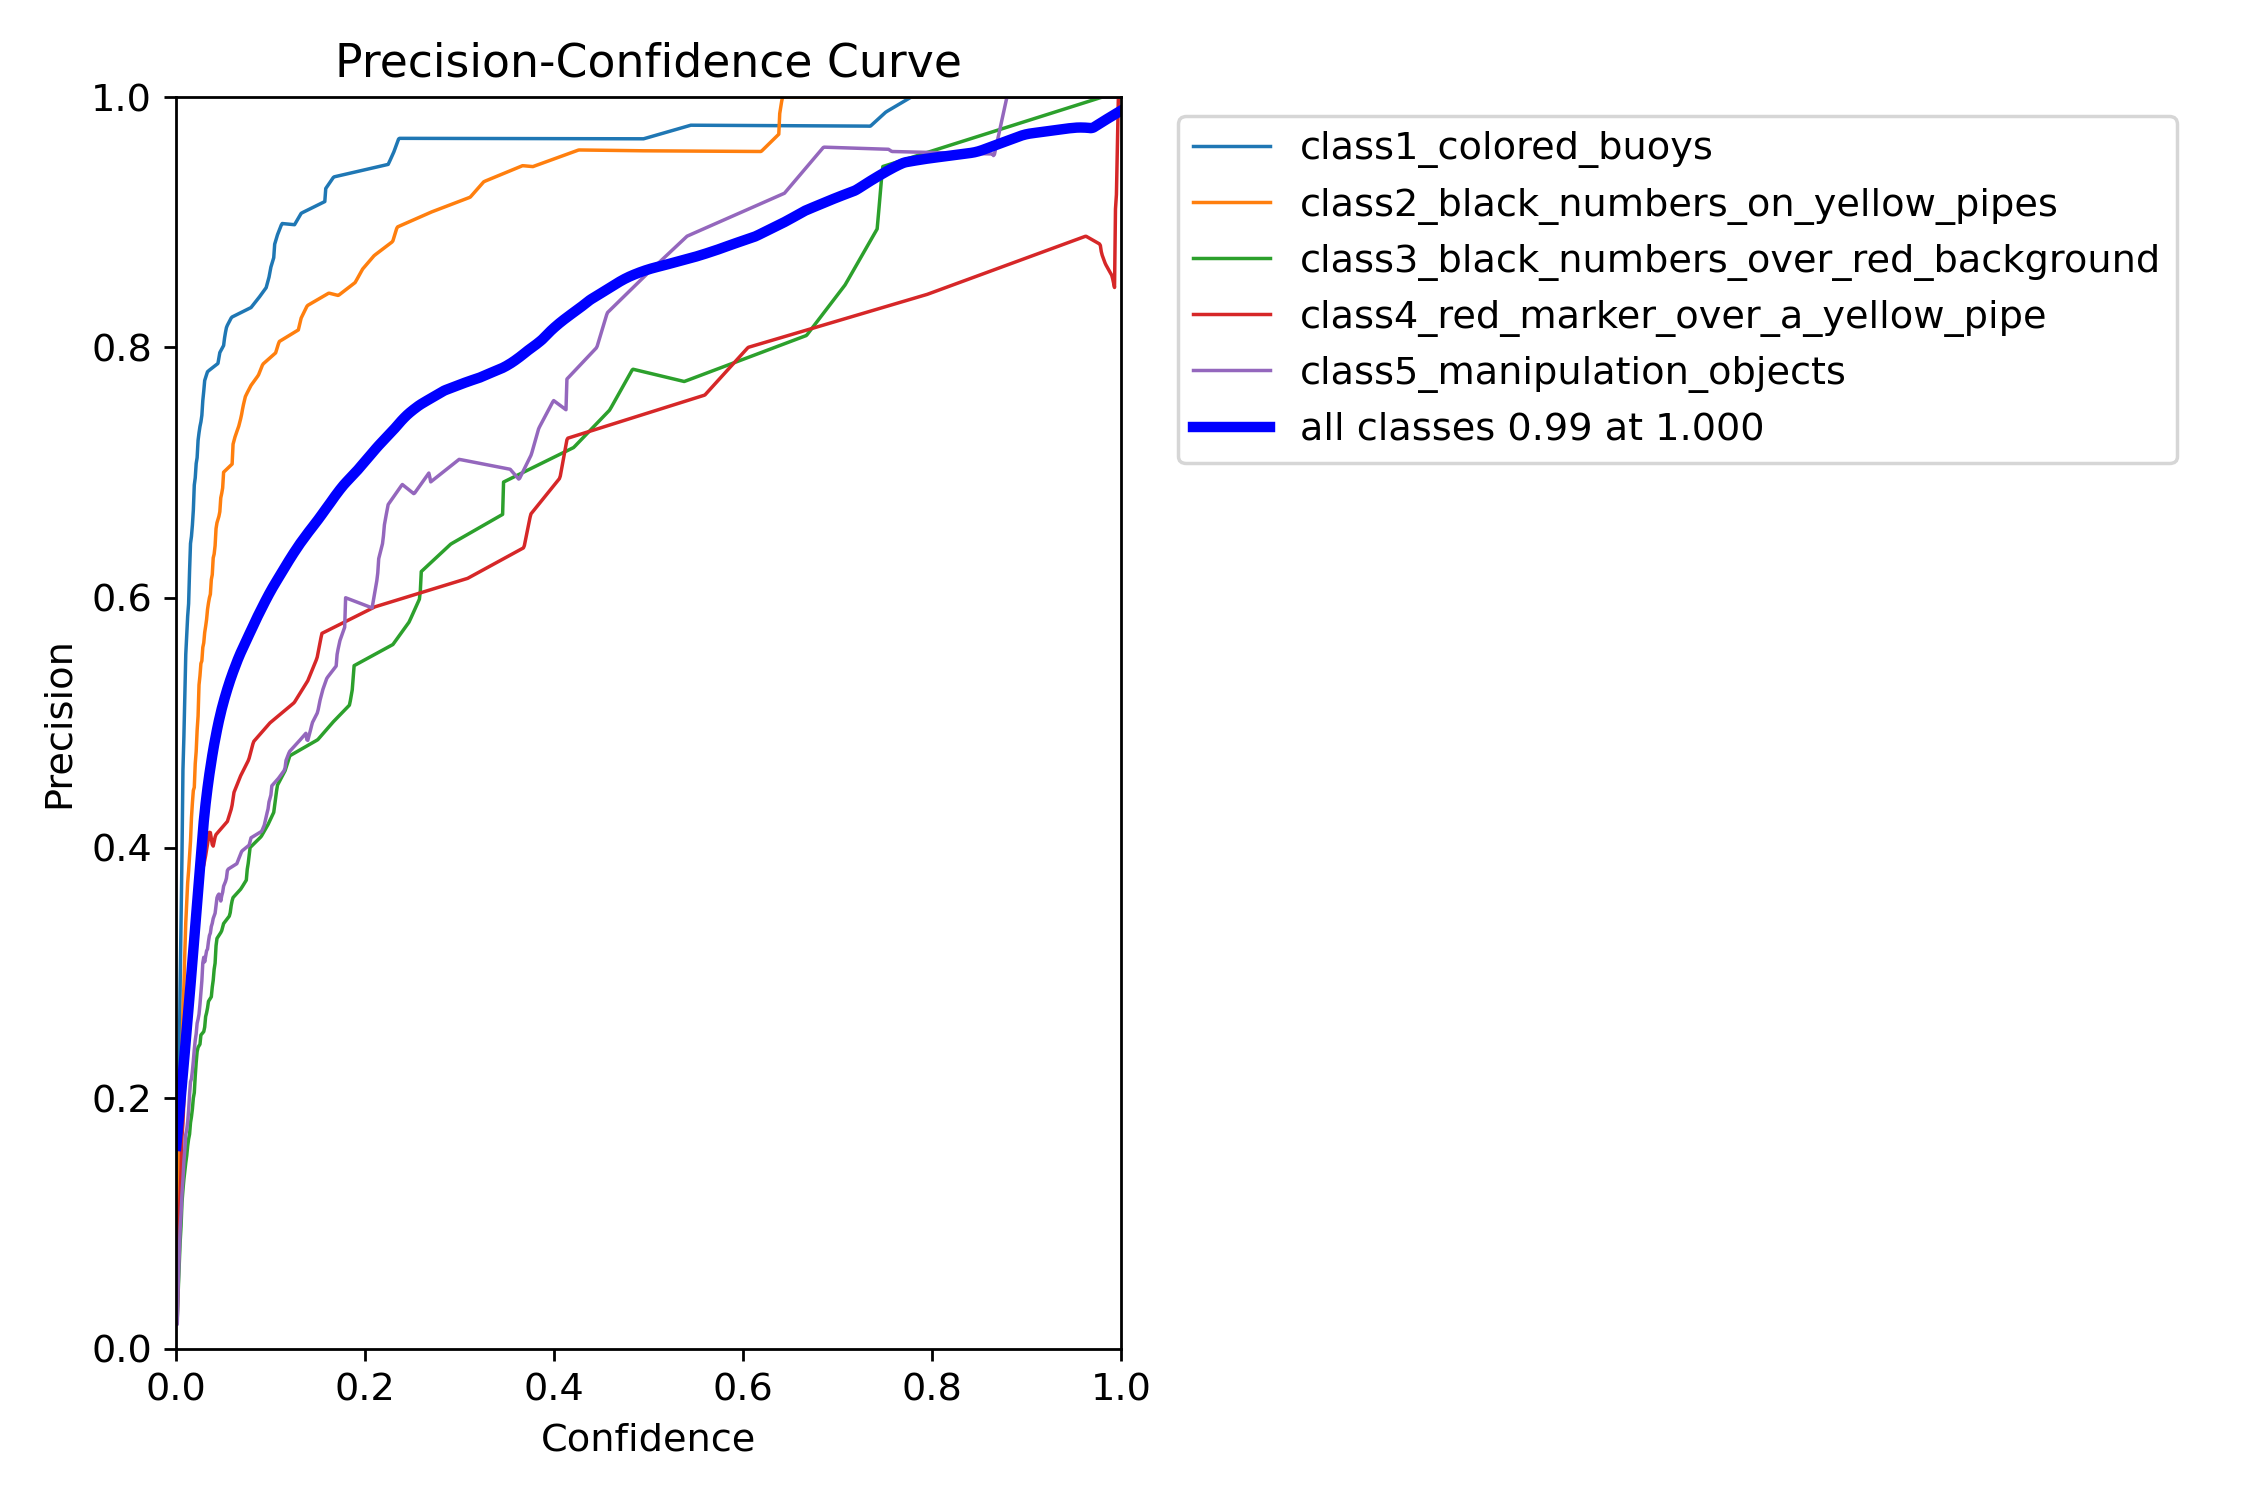 Precision-Confidence Curve
1.0
0.8
0.6
0.4
0.2
0.0
Precision
0.0 0.2 0.4 0.6 0.8 1.0
Confidence
class1_colored_buoys
class2_black_numbers_on_yellow_pipes
class3_black_numbers_over_red_background
class4_red_marker_over_a_yellow_pipe
class5_manipulation_objects
all classes 0.99 at 1.000